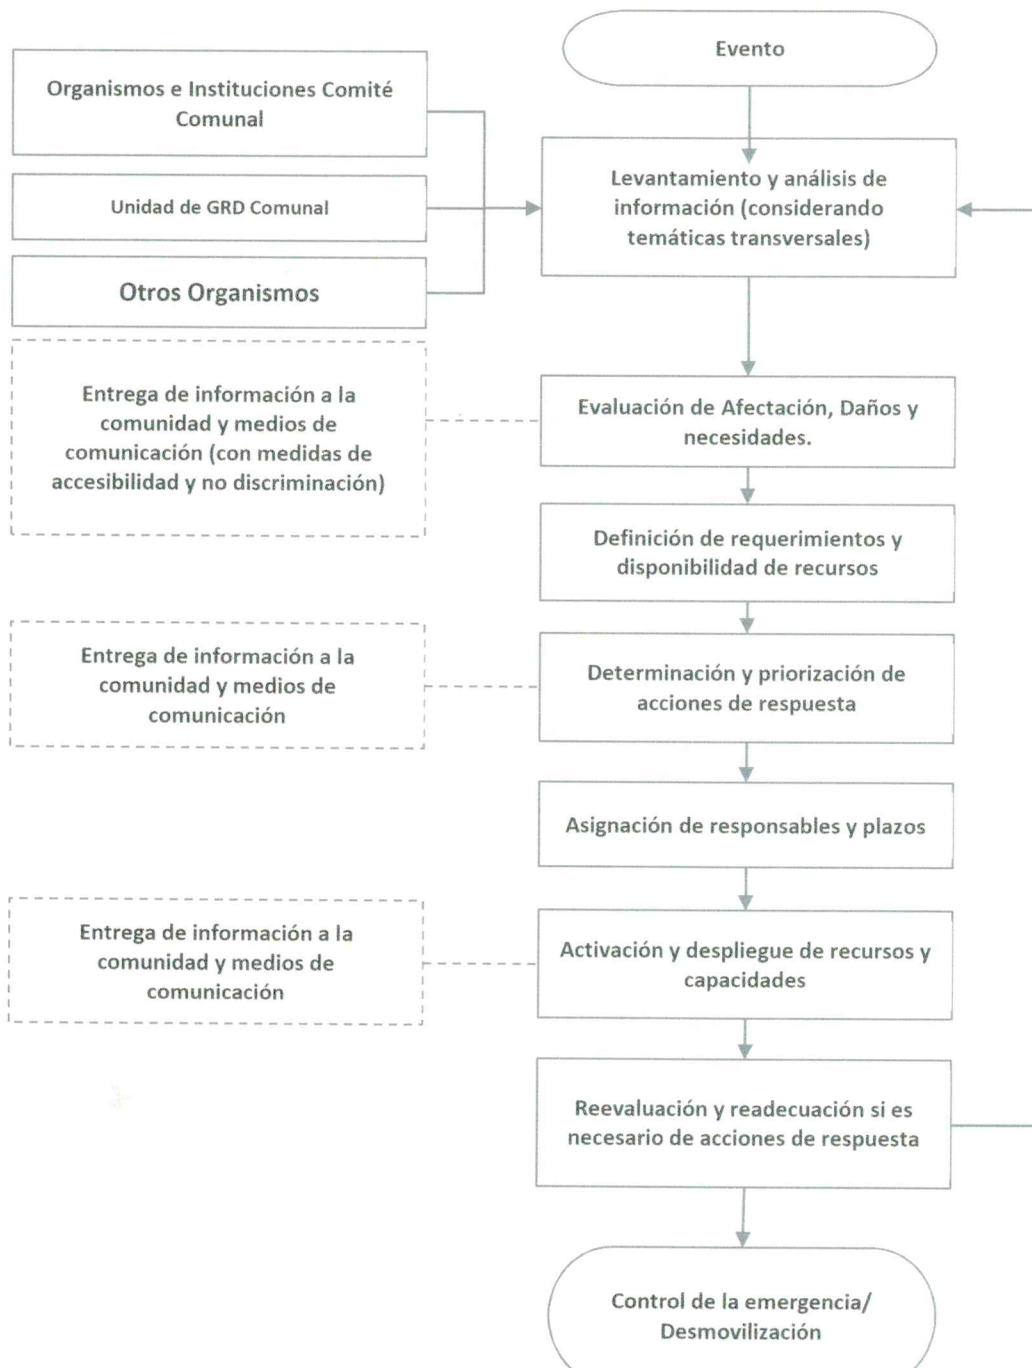 Evento
Organismos e Instituciones Comité
Comunal
Unidad de GRD Comunal
Otros Organismos
Levantamiento y análisis de
información (considerando
temáticas transversales)
Entrega de información a la
comunidad y medios de
comunicación (con medidas de
accesibilidad y no discriminación)
Evaluación de Afectación, Daños y
necesidades.
Definición de requerimientos y
disponibilidad de recursos
Entrega de información a la
comunidad y medios de
comunicación
Determinación y priorización de
acciones de respuesta
Asignación de responsables y plazos
Entrega de información a la
comunidad y medios de
comunicación
Activación y despliegue de recursos y
capacidades
Reevaluación y readecuación si es
necesario de acciones de respuesta
Control de la emergencia/
Desmovilización